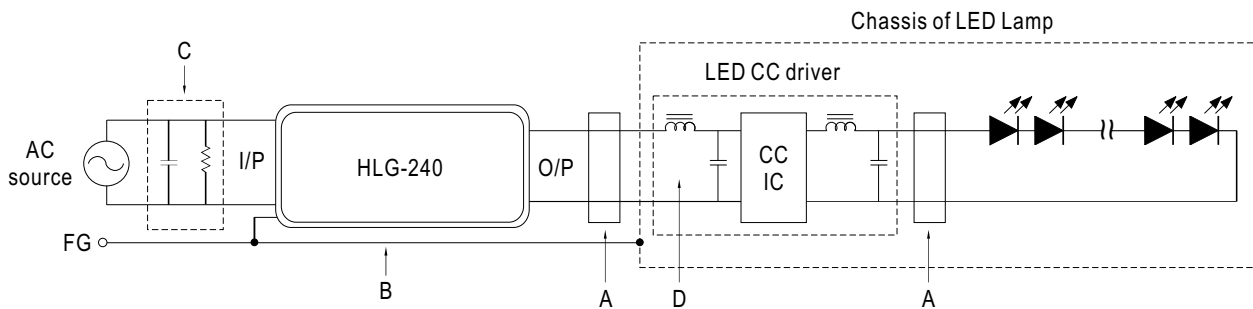 Chassis of LED Lamp
C
LED CC driver
AC
source
I/P
HLG-240
O/P
CC
IC
FG
B
A
D
A